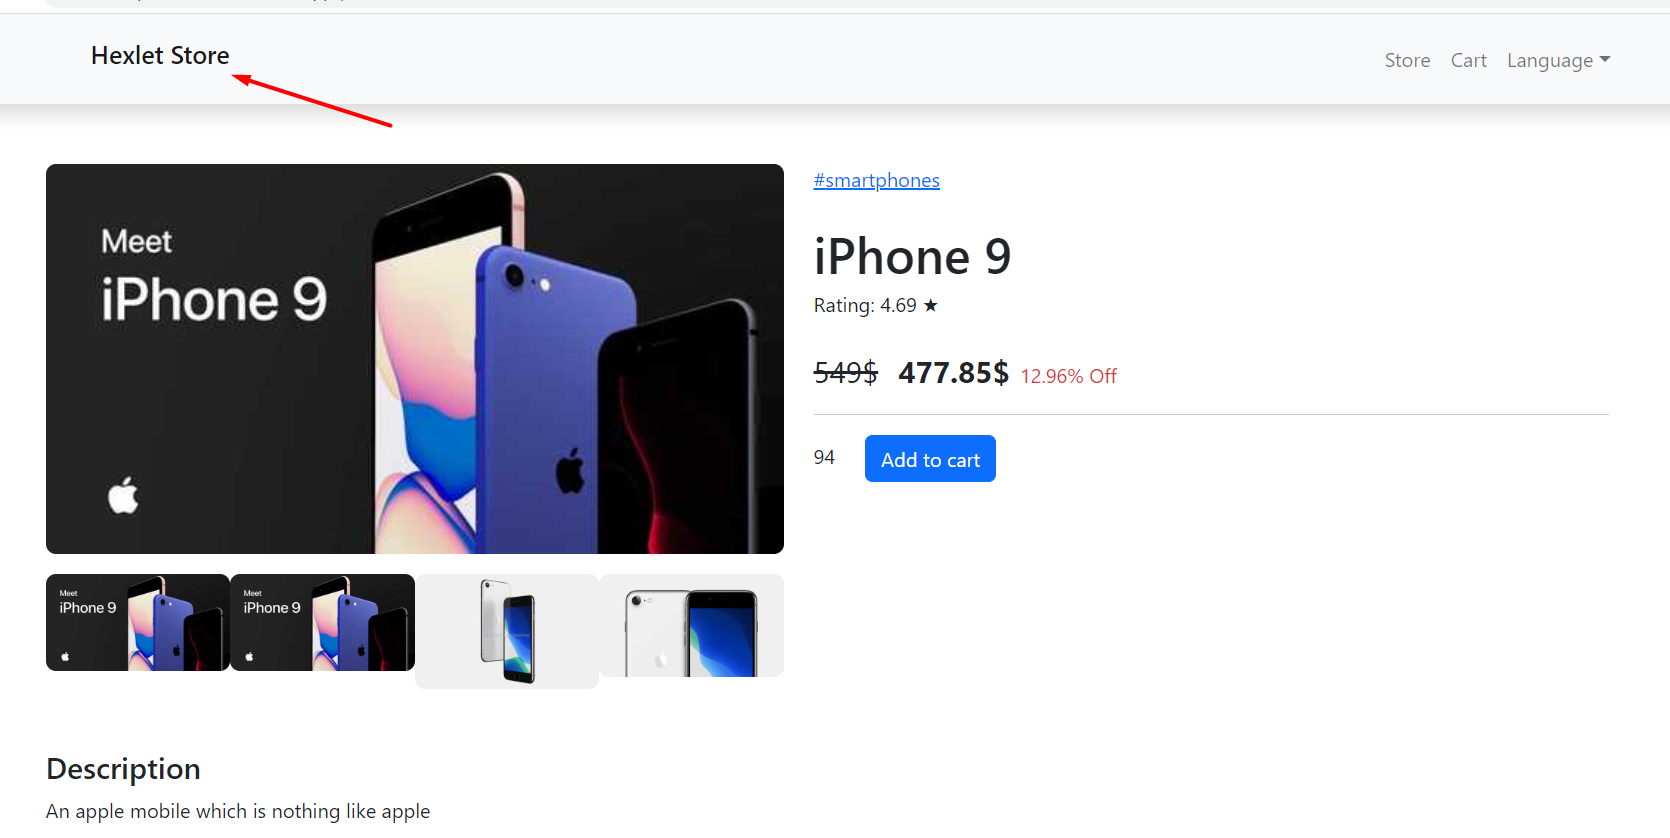 Hexlet Store
Store Cart Language
Meet
iPhone 9
#smartphones
iPhone 9
Rating: 4.69 ★
549$ 477.85$ 12.96% Off
94 Add to cart
Meet
iPhone 9
Meet
iPhone 9
Description
An apple mobile which is nothing like apple